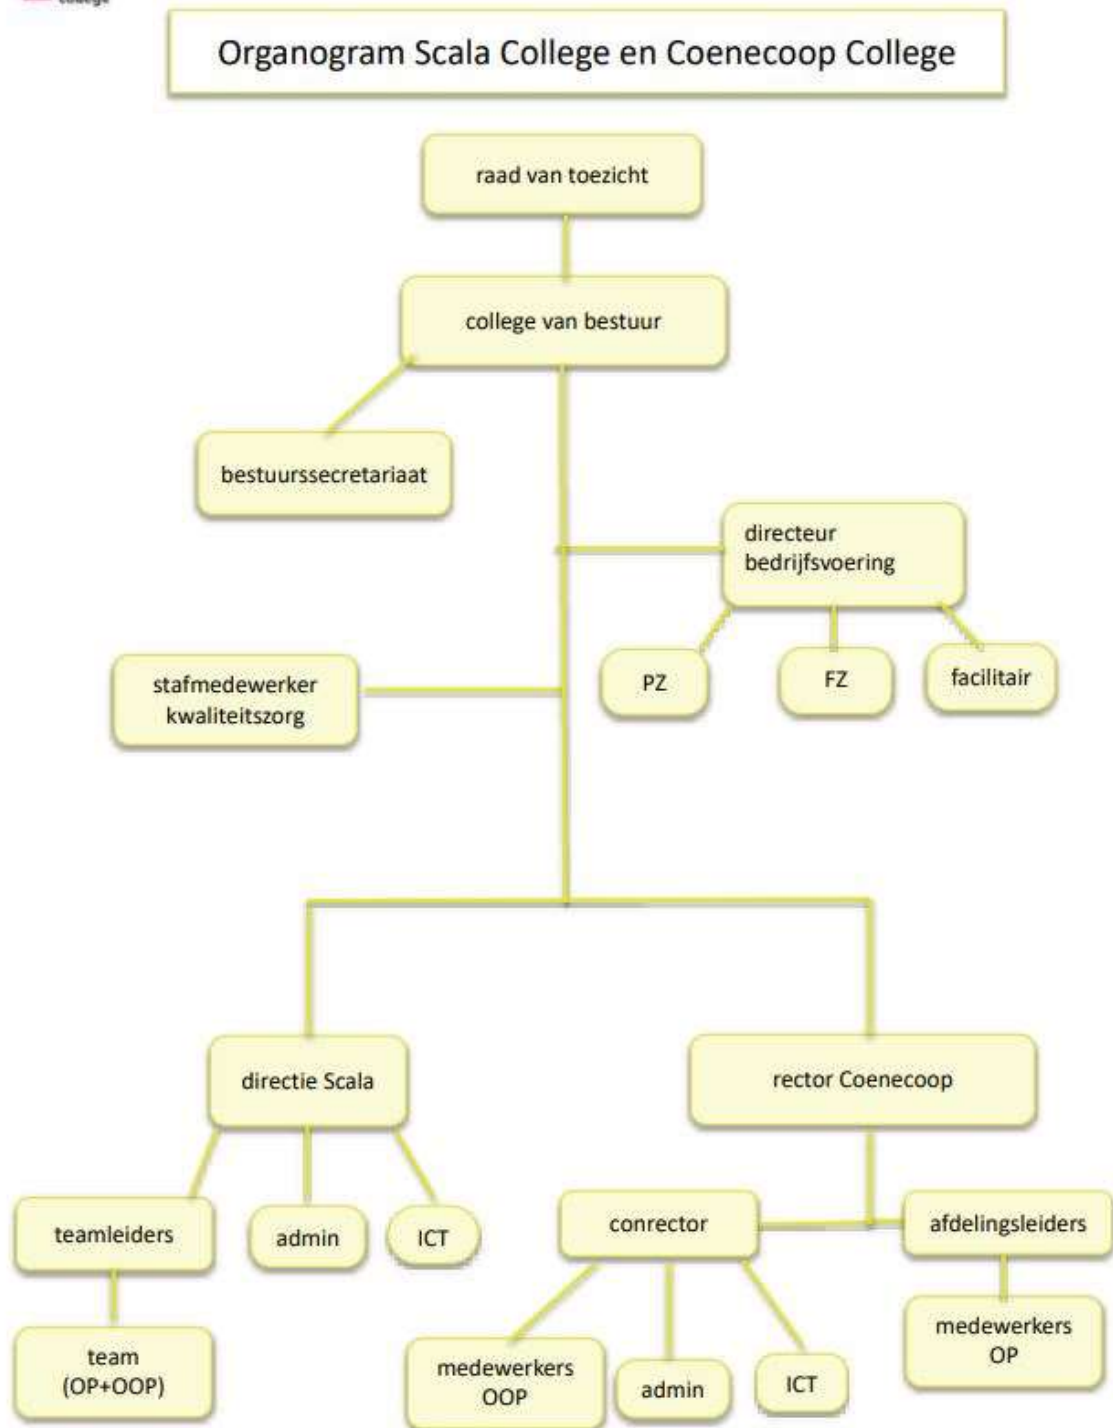 college
Organogram Scala College en Coenecoop College
raad van toezicht
college van bestuur
bestuurssecretariaat
directeur
bedrijfsvoering
PZ
FZ
facilitair
stafmedewerker
kwaliteitszorg
directie Scala
rector Coenecoop
teamleiders
admin
ICT
conrector
afdelingsleiders
team
(OP+OOP)
medewerkers
OOP
admin
ICT
medewerkers
OP